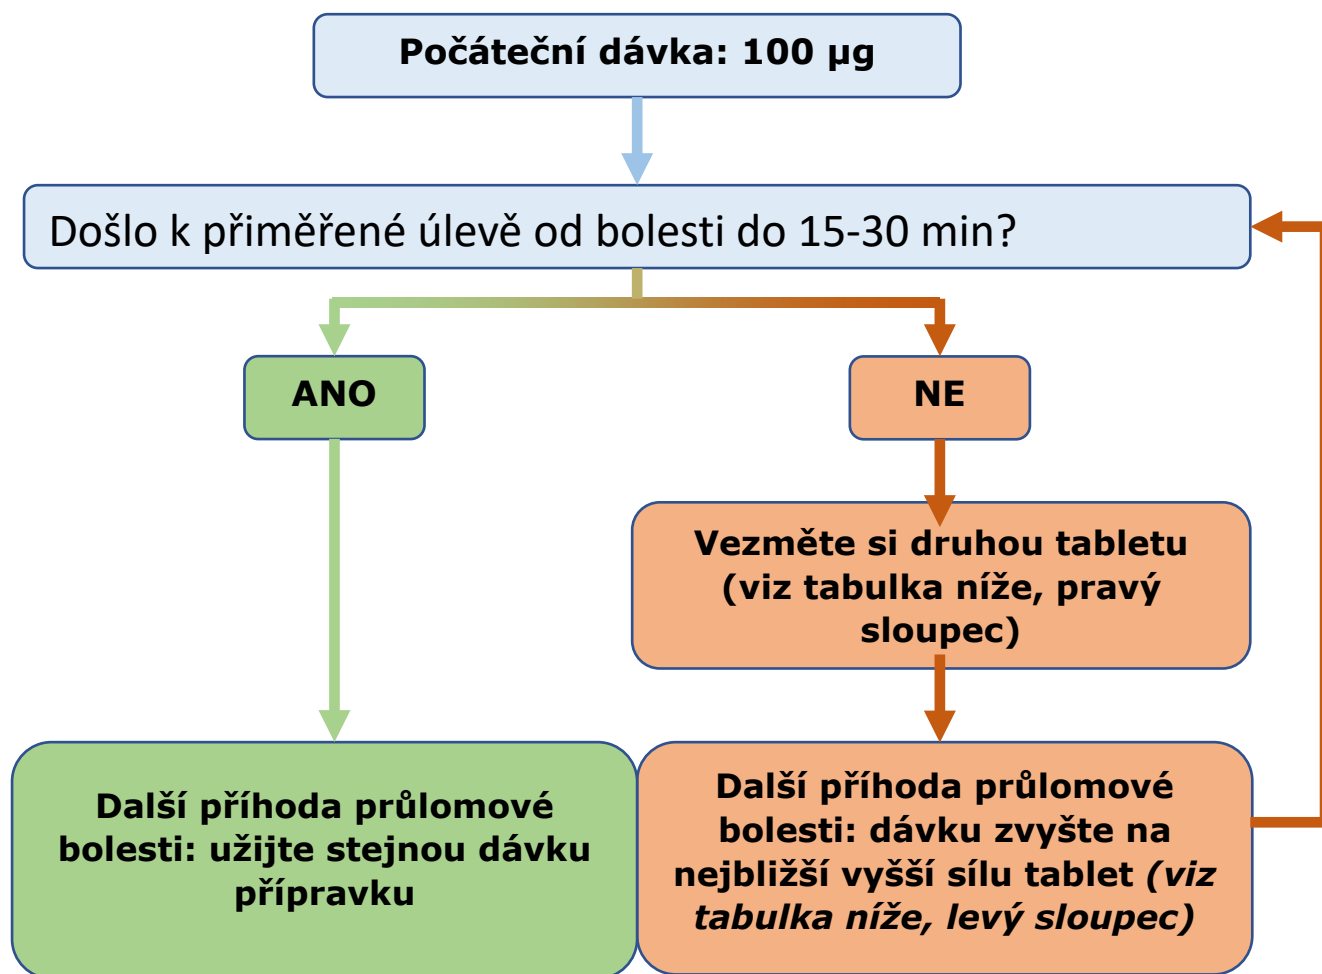 Počáteční dávka: 100 µg
Došlo k přiměřené úlevě od bolesti do 15-30 min?
ANO
NE
Vezměte si druhou tabletu
(viz tabulka níže, pravý
sloupec)
Další příhoda průlomové
bolesti: užijte stejnou dávku
přípravku
Další příhoda průlomové
bolesti: dávku zvyšte na
nejbližší vyšší sílu tablet (viz
tabulka níže, levý sloupec)